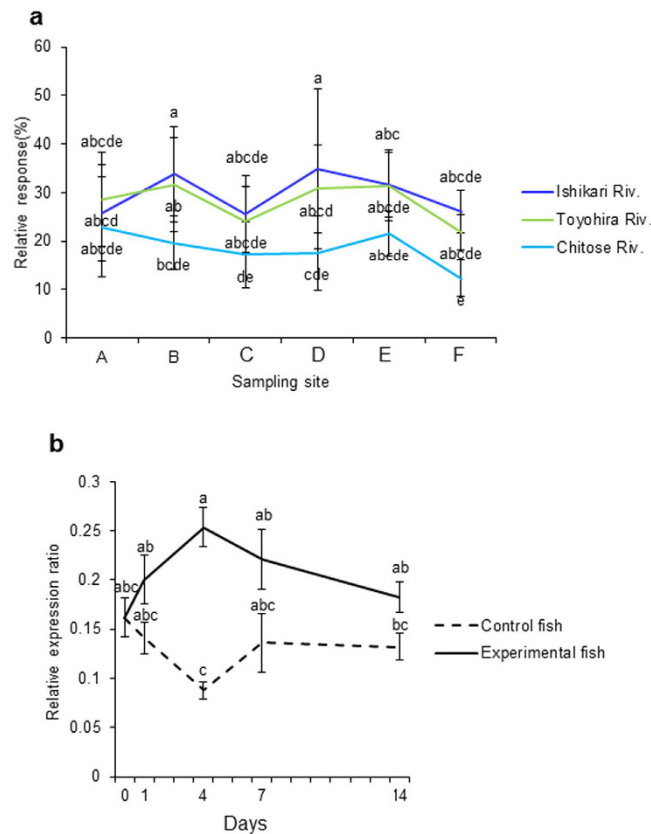 a
60
50
40
30
20
10
0
Relative response(%)
abcde
a
abcde
a
abc
abcde
abcd
ab
abcde
abcd
abcde
abcde
abcde
bcde
de
cde
abcde
e
A B C D E F
Sampling site
Ishikari Riv.
Toyohira Riv.
Chitose Riv.
b
0.3
0.25
0.2
0.15
0.1
0.05
0
Relative expression ratio
abc
ab
a
ab
ab
abc
c
abc
bc
0 1 4 7 14
Days
Control fish
Experimental fish